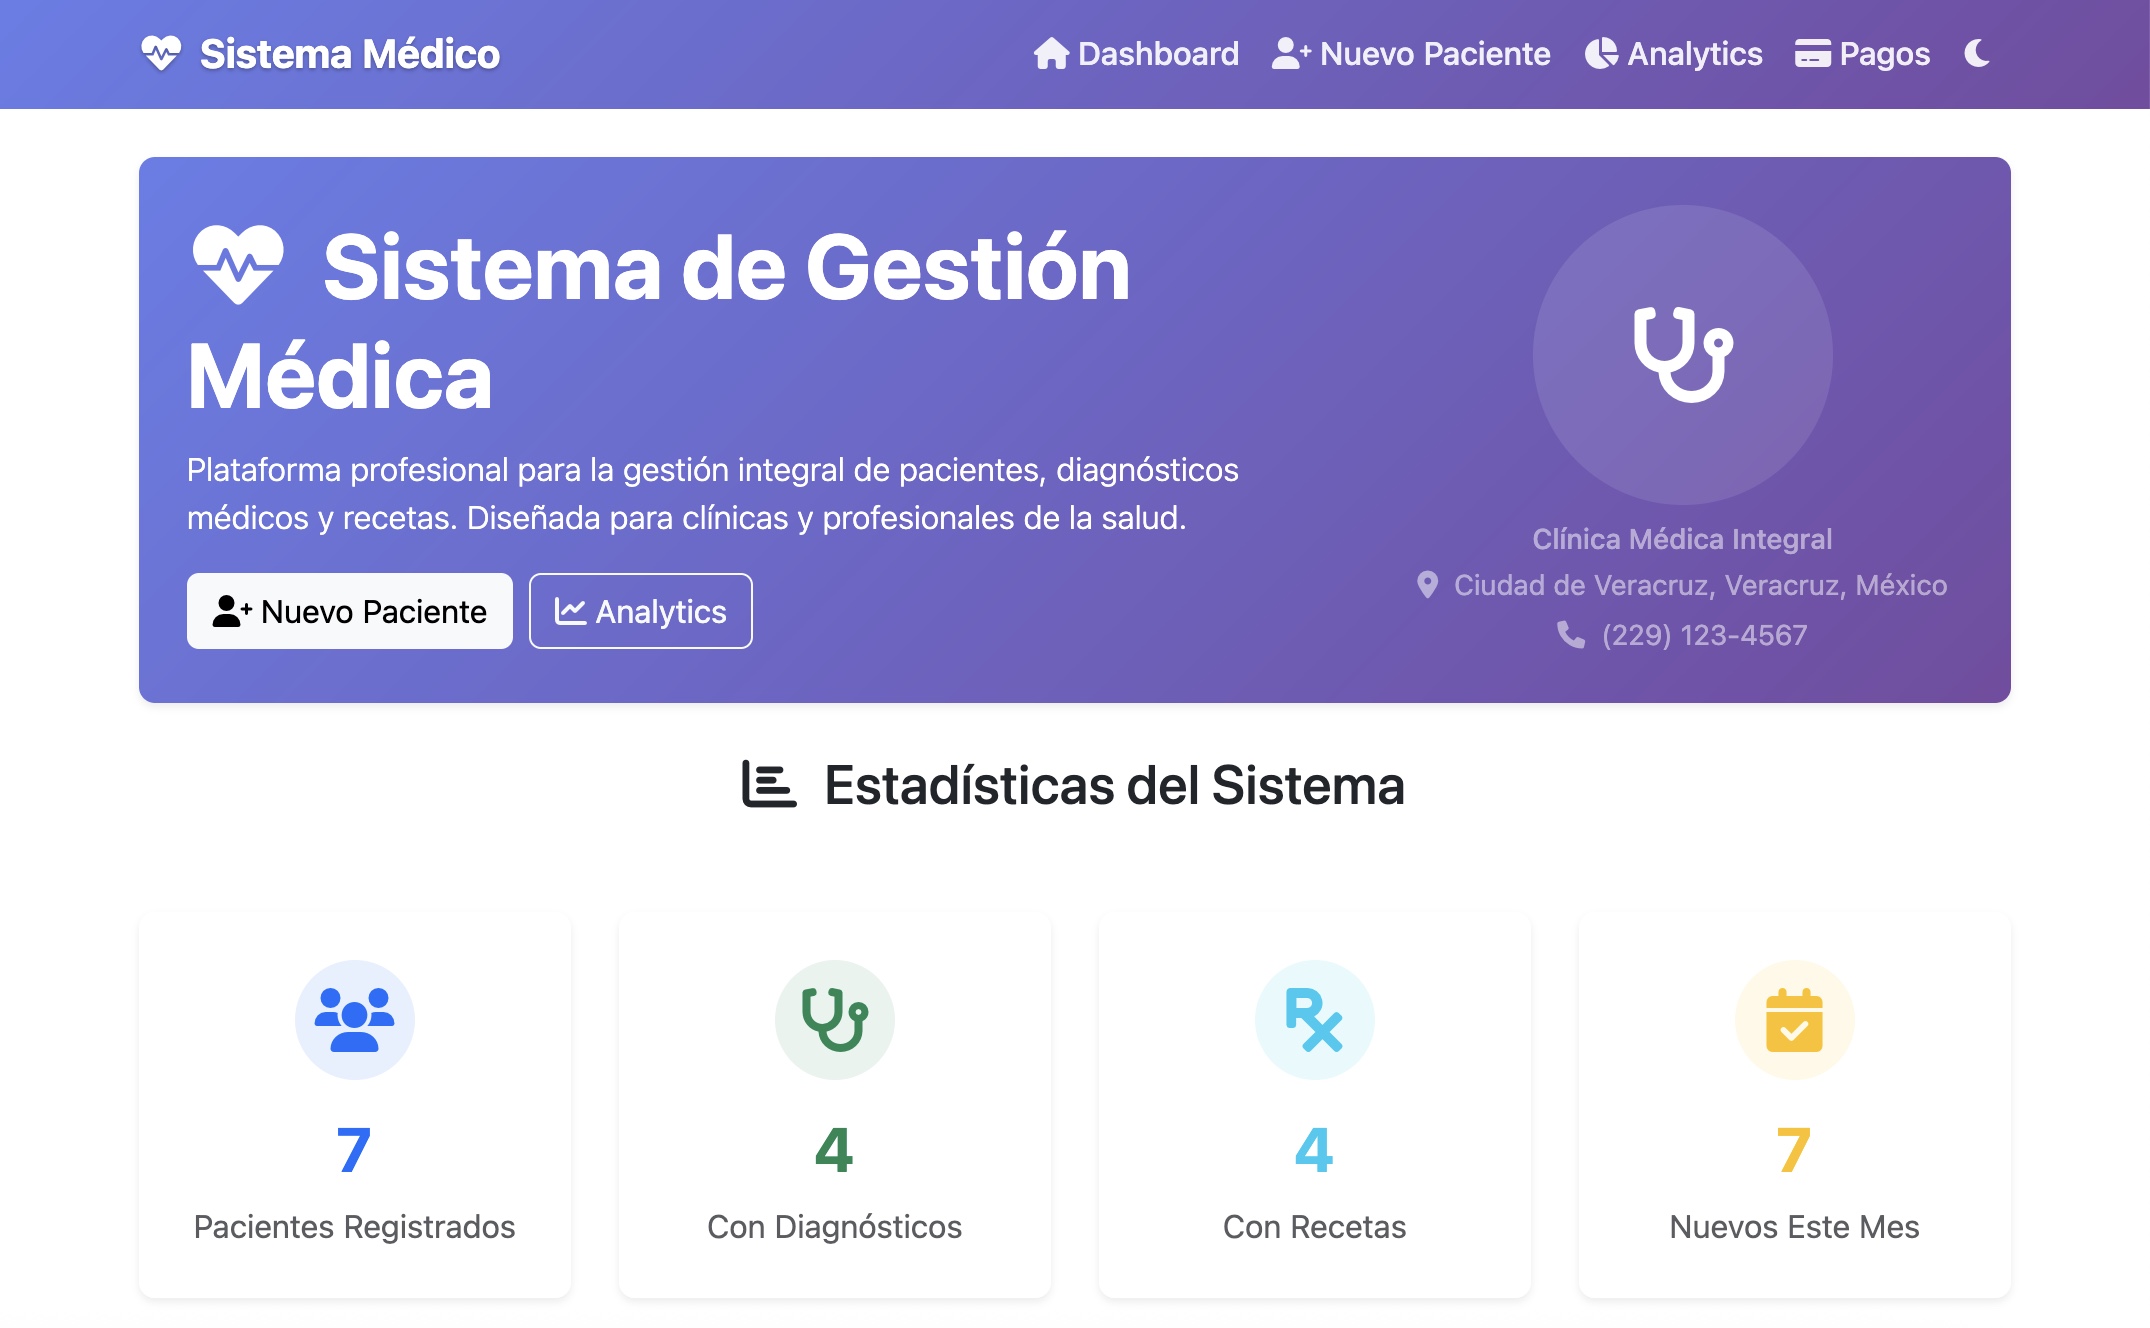 Sistema Médico
Dashboard
Nuevo Paciente
Analytics
Pagos
Sistema de Gestión
Médica
Plataforma profesional para la gestión integral de pacientes, diagnósticos
médicos y recetas. Diseñada para clínicas y profesionales de la salud.
Nuevo Paciente
Analytics
Clínica Médica Integral
Ciudad de Veracruz, Veracruz, México
(229) 123-4567
Estadísticas del Sistema
7
Pacientes Registrados
4
Con Diagnósticos
4
Con Recetas
7
Nuevos Este Mes